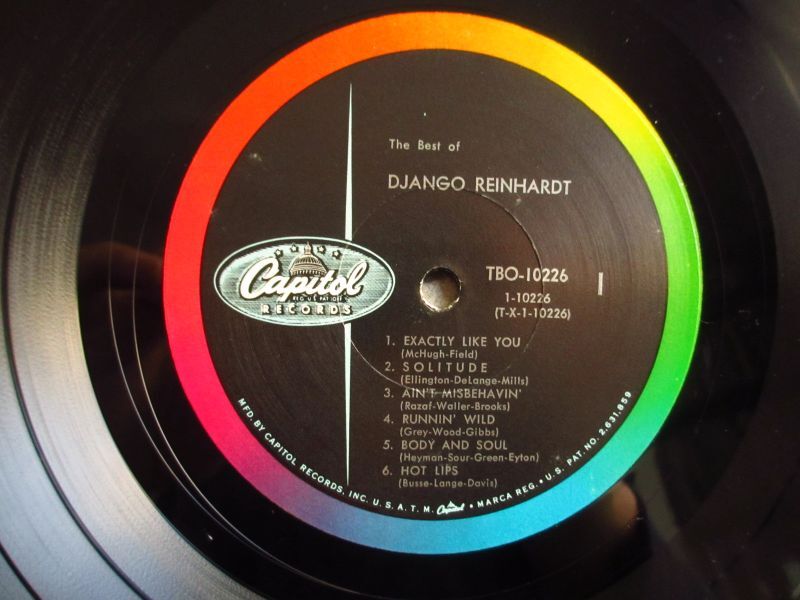 The Best of
DJANGO REINHARDT
Capitol
REG. U.S. PAT. OFF.
RECORDS
TBO-10226
1
1-10226
(T-X-1-10226)
1. EXACTLY LIKE YOU
(McHugh-Field)
2. SOLITUDE
(Ellington-DeLange-Mills)
3. AIN'T MISBEHAVIN'
(Razaf-Waller-Brooks)
4. RUNNIN' WILD
(Grey-Wood-Gibbs)
5. BODY AND SOUL
(Heyman-Sour-Green-Eyton)
6. HOT LIPS
(Busse-Lange-Davis)
MFD. BY CAPITOL RECORDS, INC. U. S. A. T. M. Capitol • MARCA REG. • U. S. PAT. NO. 2,631,859